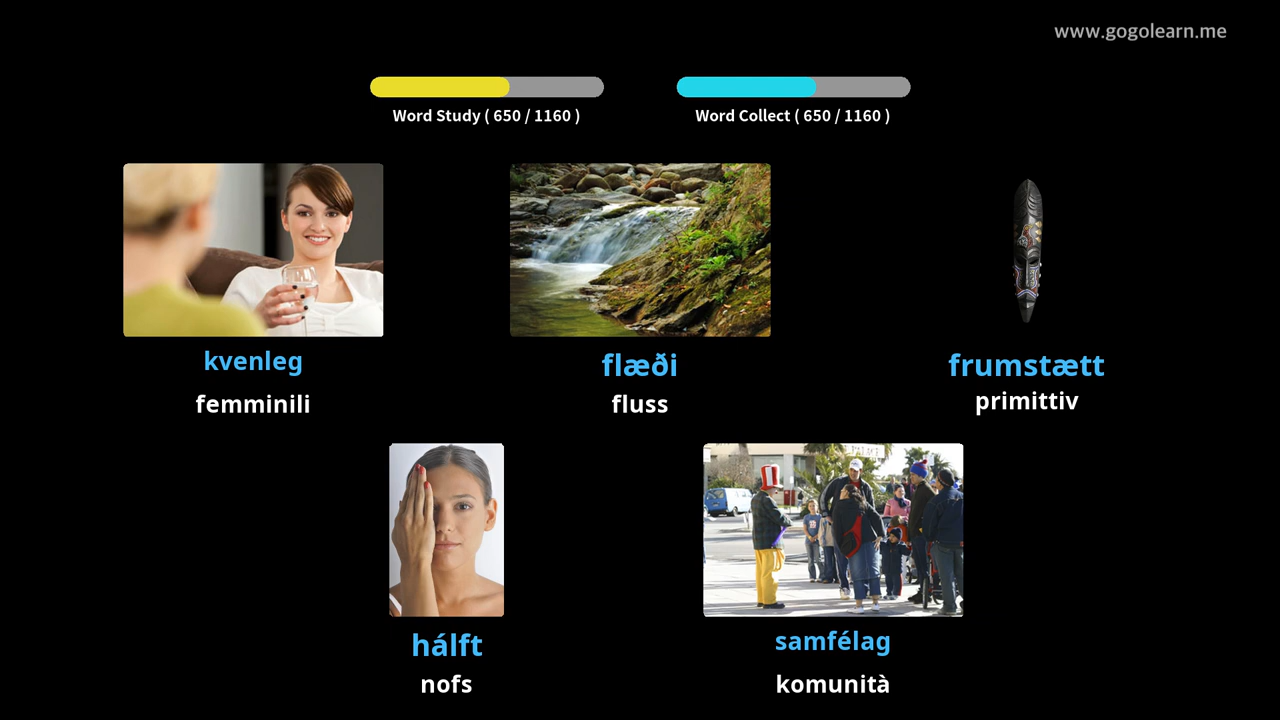 www.gogolearn.me
Word Study ( 650 / 1160 )
Word Collect ( 650 / 1160 )
kvenleg
femminili
flæði
fluss
frumstætt
primittiv
hálft
nofs
samfélag
komunità